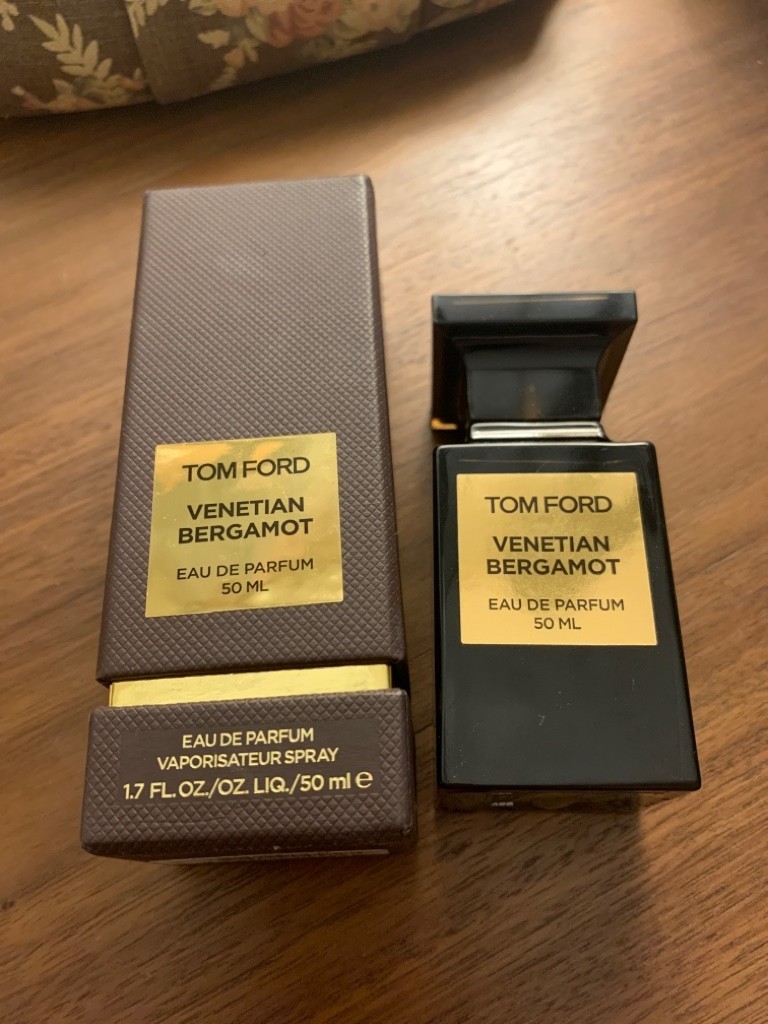 TOM FORD
VENETIAN
BERGAMOT
EAU DE PARFUM
50 ML
EAU DE PARFUM
VAPORISATEUR SPRAY
1.7 FL. OZ./OZ. LIQ./50 ml e
TOM FORD
VENETIAN
BERGAMOT
EAU DE PARFUM
50 ML